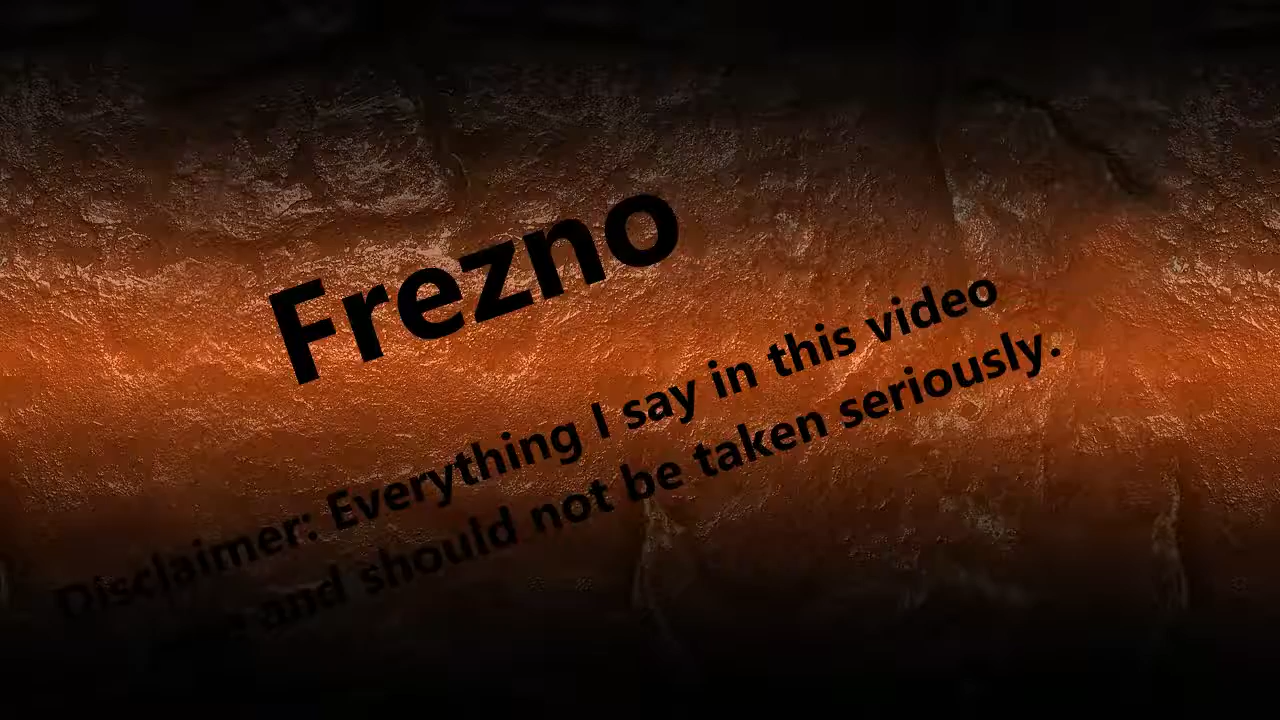 Frezno
Disclaimer: Everything I say in this video
and should not be taken seriously.